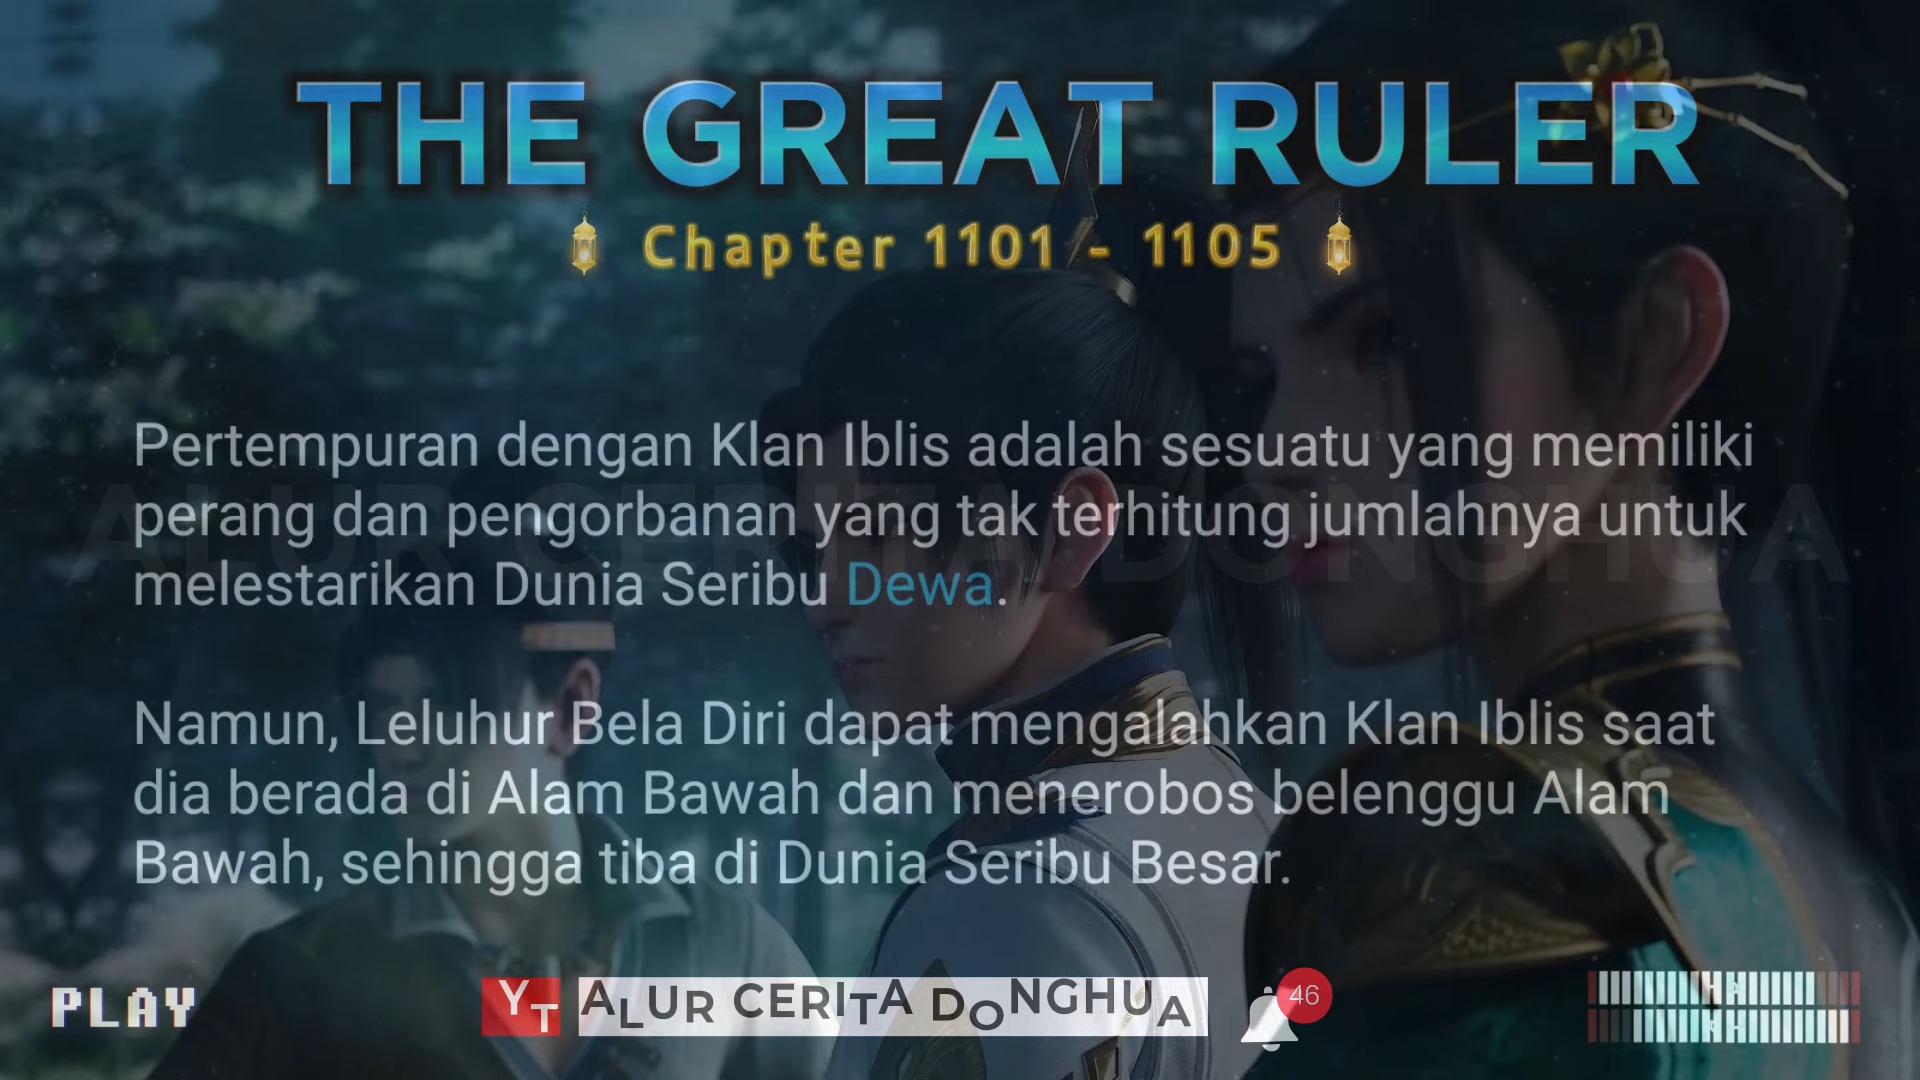 THE GREAT RULER
Chapter 1101 - 1105
Pertempuran dengan Klan Iblis adalah sesuatu yang memiliki
perang dan pengorbanan yang tak terhitung jumlahnya untuk
melestarikan Dunia Seribu Dewa.
ALUR CERITA DONGHUA
Namun, Leluhur Bela Diri dapat mengalahkan Klan Iblis saat
dia berada di Alam Bawah dan menerobos belenggu Alam
Bawah, sehingga tiba di Dunia Seribu Besar.
PLAY
YT ALUR CERITA DONGHUA
46